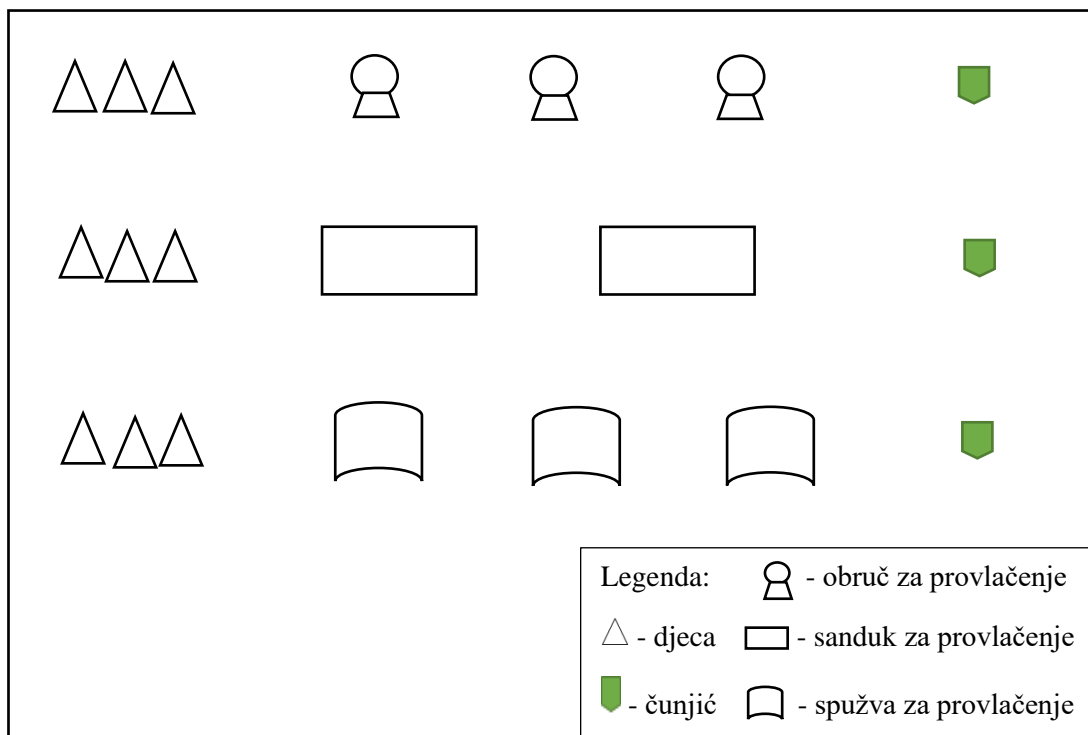 Legenda: - obruč za provlačenje
- djeca - sanduk za provlačenje
- čunjić - spužva za provlačenje